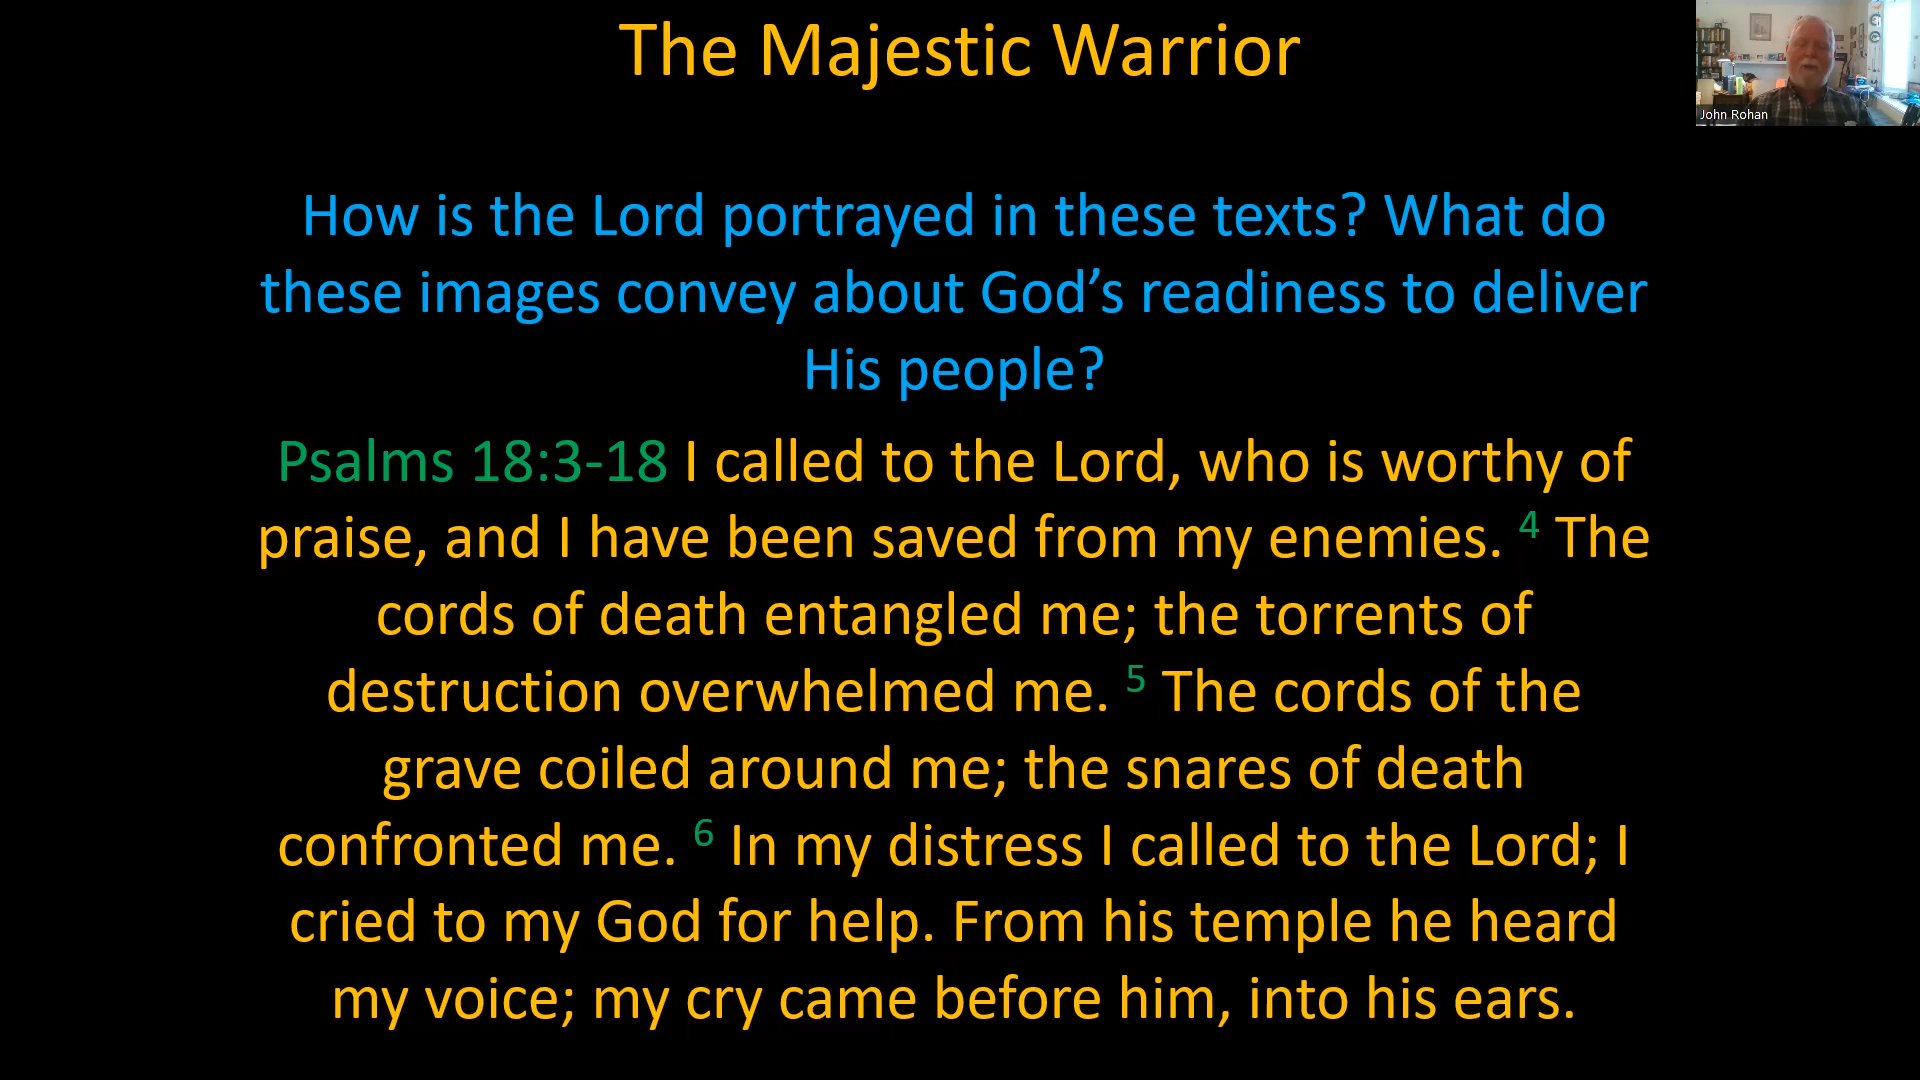 The Majestic Warrior
John Rohan
How is the Lord portrayed in these texts? What do
these images convey about God’s readiness to deliver
His people?
Psalms 18:3-18 I called to the Lord, who is worthy of
praise, and I have been saved from my enemies. 4 The
cords of death entangled me; the torrents of
destruction overwhelmed me. 5 The cords of the
grave coiled around me; the snares of death
confronted me. 6 In my distress I called to the Lord; I
cried to my God for help. From his temple he heard
my voice; my cry came before him, into his ears.